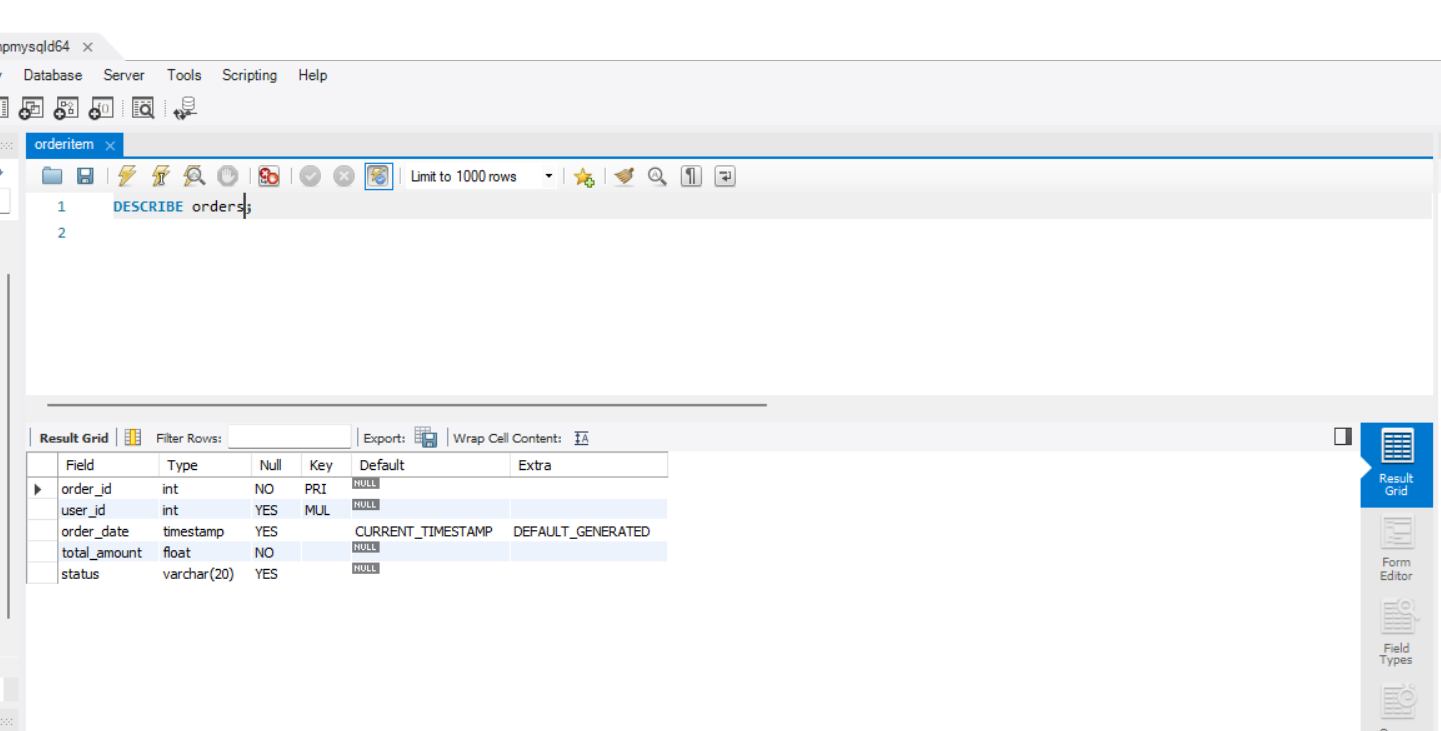 npmysqld64
Database Server Tools Scripting Help
orderitem
Limit to 1000 rows
1 DESCRIBE orders;
2
Result Grid Filter Rows: Export: Wrap Cell Content:
Field Type Null Key Default Extra
order_id int NO PRI NULL
user_id int YES MUL NULL
order_date timestamp YES CURRENT_TIMESTAMP DEFAULT_GENERATED
total_amount float NO NULL
status varchar(20) YES NULL
Result
Grid
Form
Editor
Field
Types